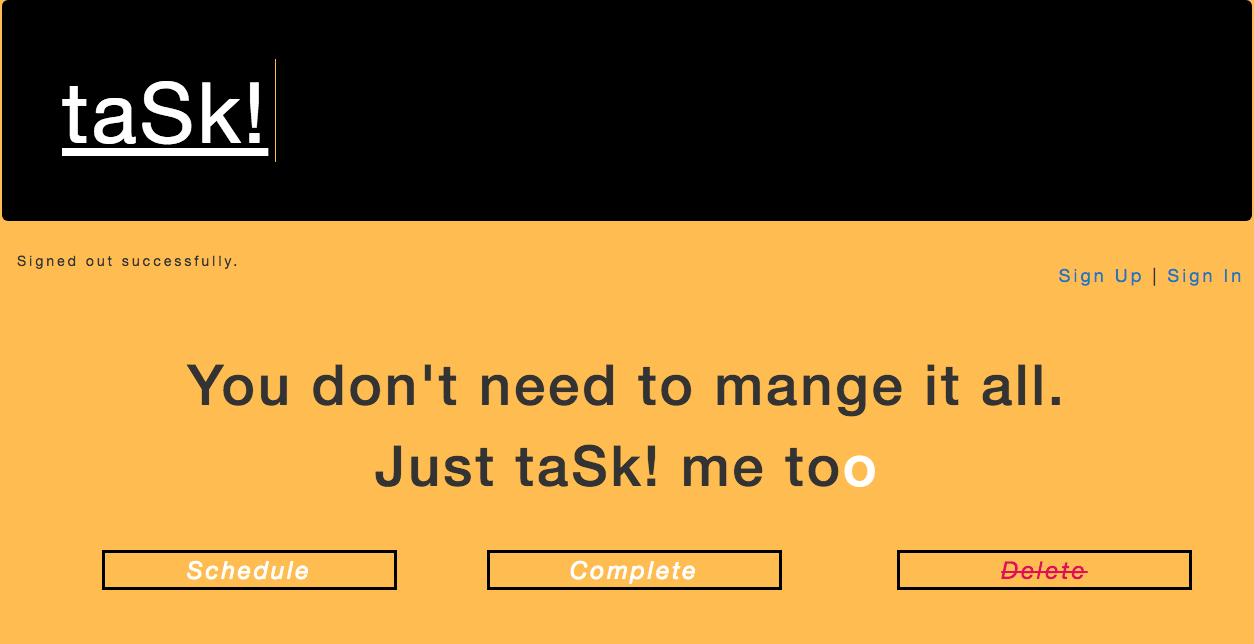 taSk!
Signed out successfully.
Sign Up | Sign In
You don't need to mange it all.
Just taSk! me too
Schedule
Complete
Delete